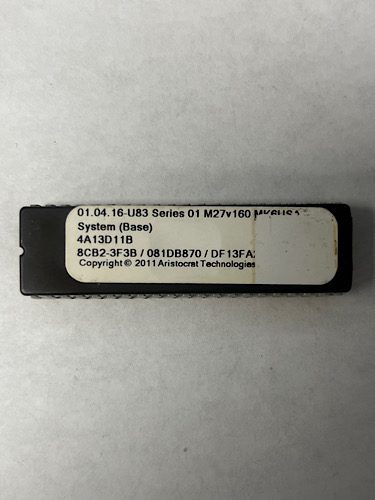 01.04.16-U83 Series 01 M27v160
System (Base)
4A13D11B
8CB2-3F3B / 081DB870 /
Copyright © 2011 Aristocrat Technologies